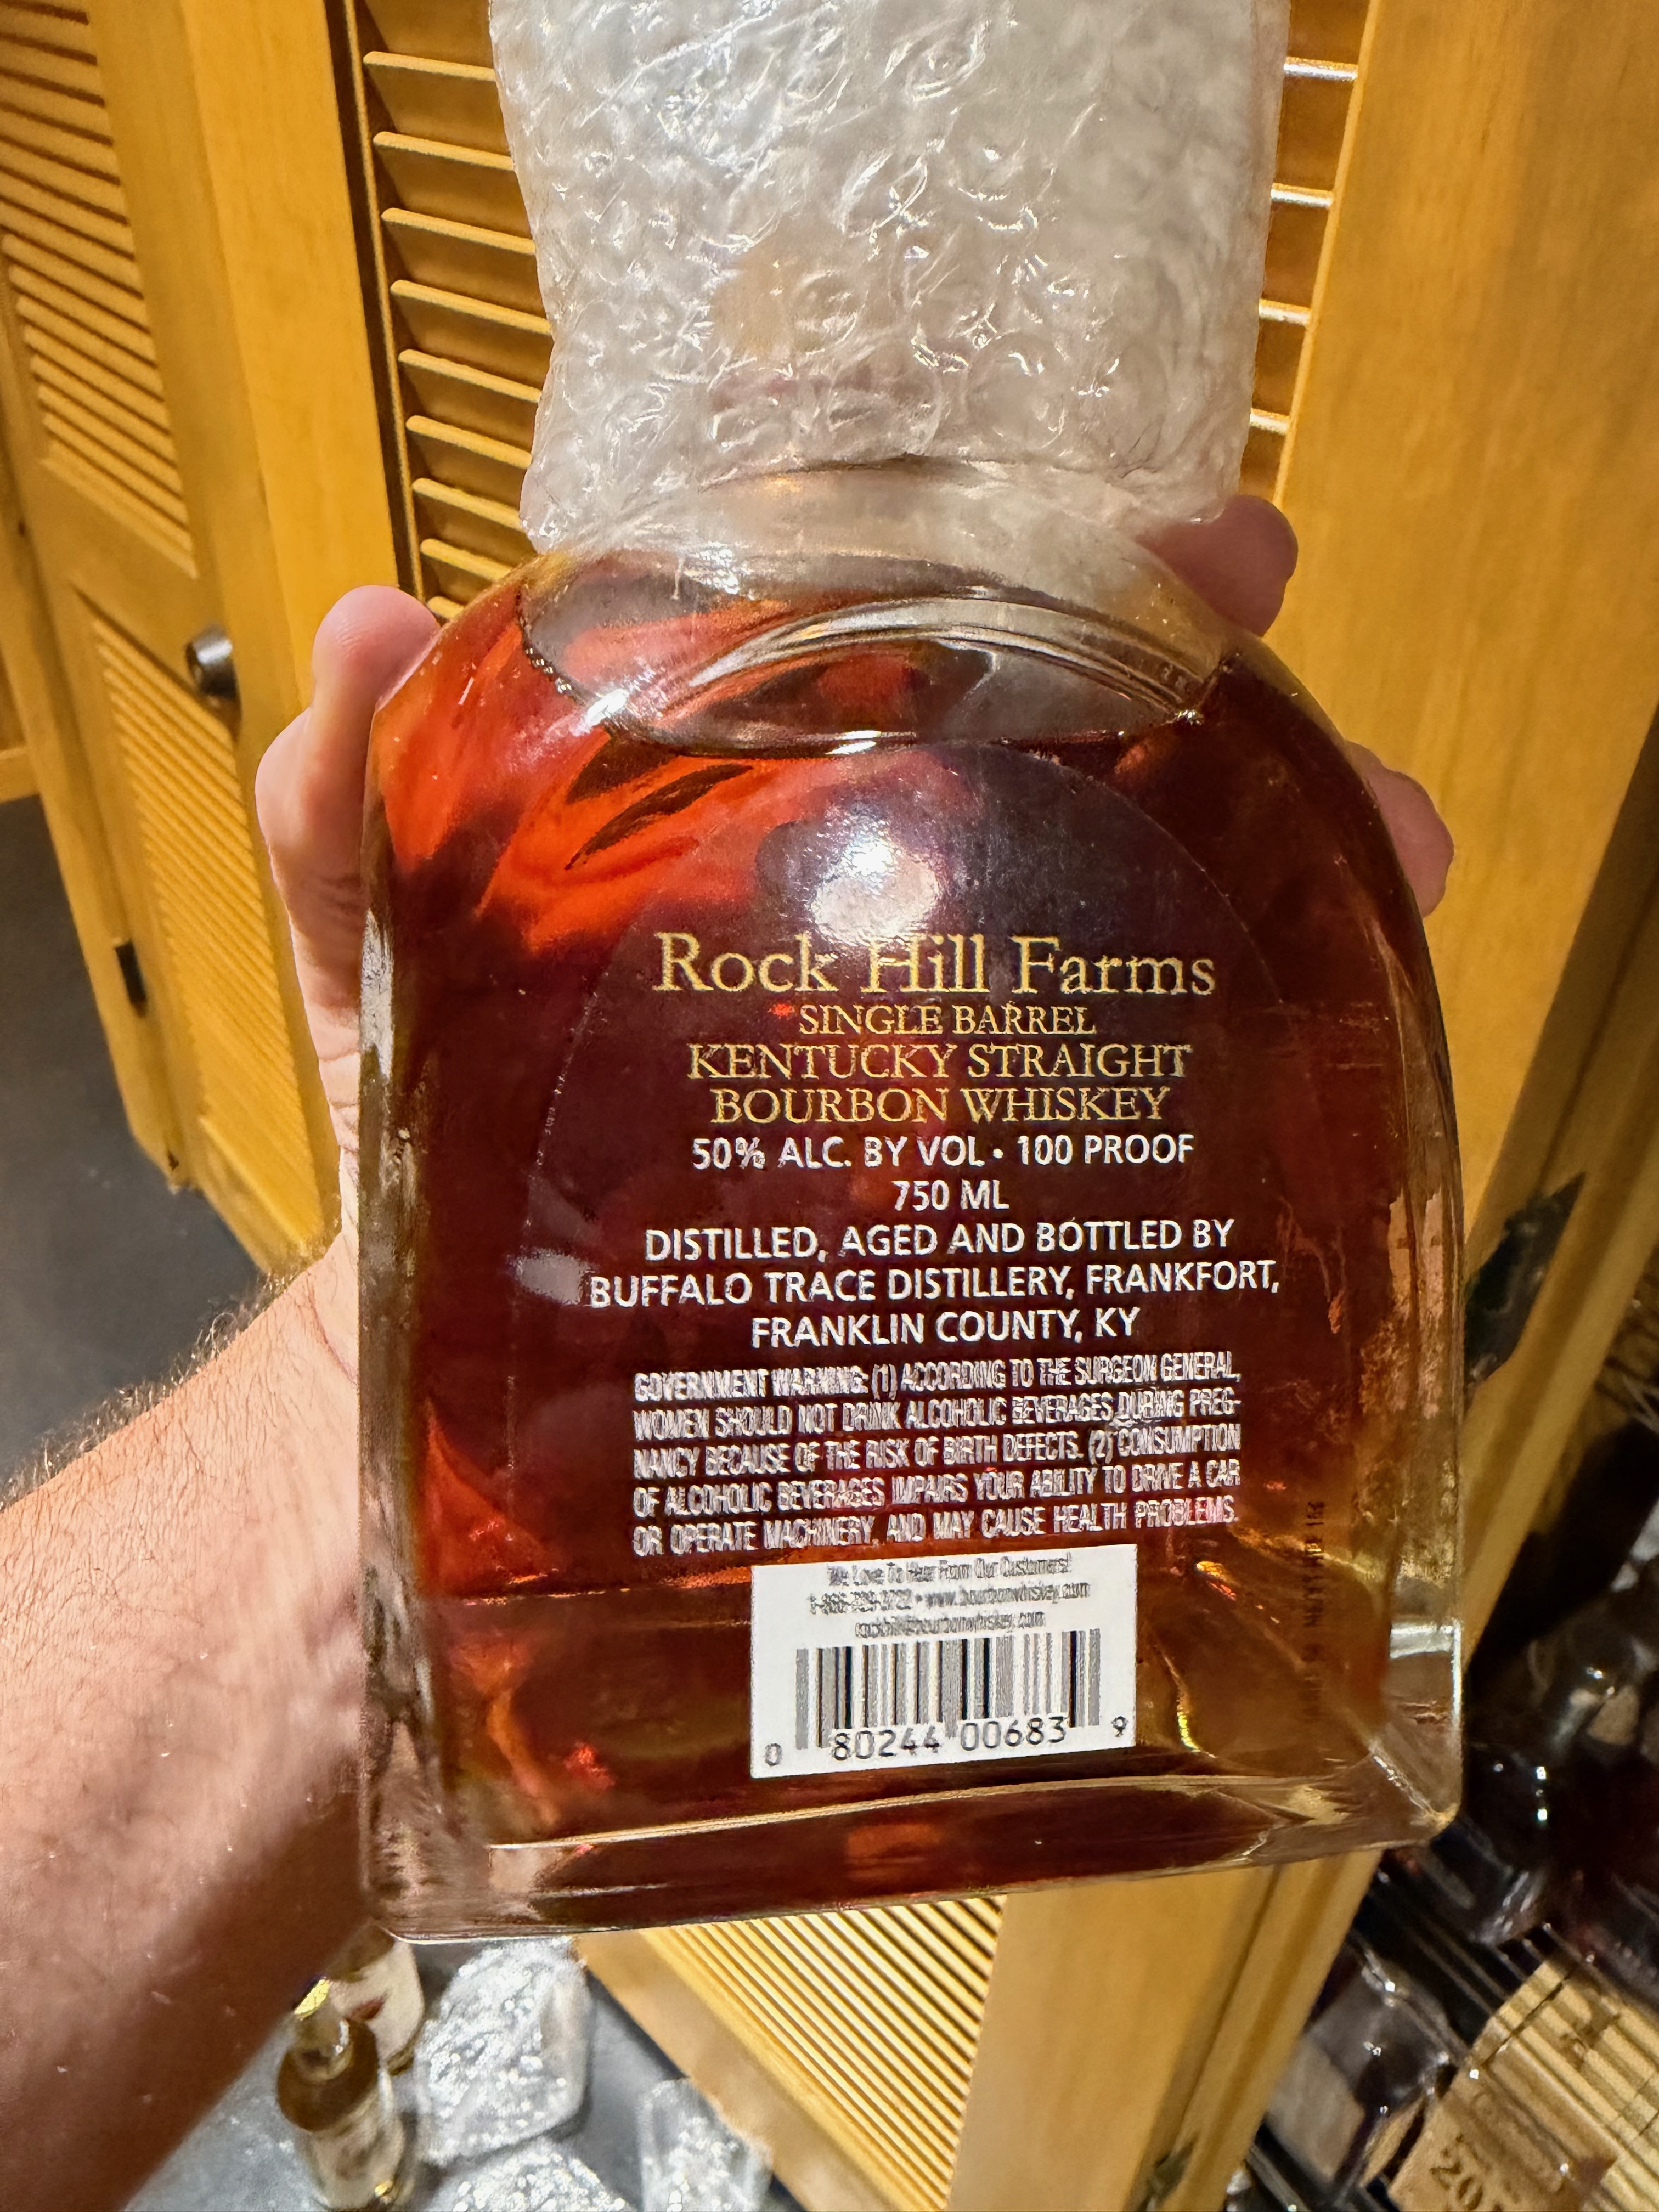 Rock Hill Farms
SINGLE BARREL
KENTUCKY STRAIGHT
BOURBON WHISKEY
50% ALC. BY VOL • 100 PROOF
750 ML
DISTILLED, AGED AND BOTTLED BY
BUFFALO TRACE DISTILLERY, FRANKFORT,
FRANKLIN COUNTY, KY
GOVERNMENT WARNING: (1) ACCORDING TO THE SURGEON GENERAL,
WOMEN SHOULD NOT DRINK ALCOHOLIC BEVERAGES DURING PREG-
NANCY BECAUSE OF THE RISK OF BIRTH DEFECTS. (2) CONSUMPTION
OF ALCOHOLIC BEVERAGES IMPAIRS YOUR ABILITY TO DRIVE A CAR
OR OPERATE MACHINERY, AND MAY CAUSE HEALTH PROBLEMS.
We Love To Hear From Our Customers!
www.bourbonwhiskey.com
0 80244 00683 9
20